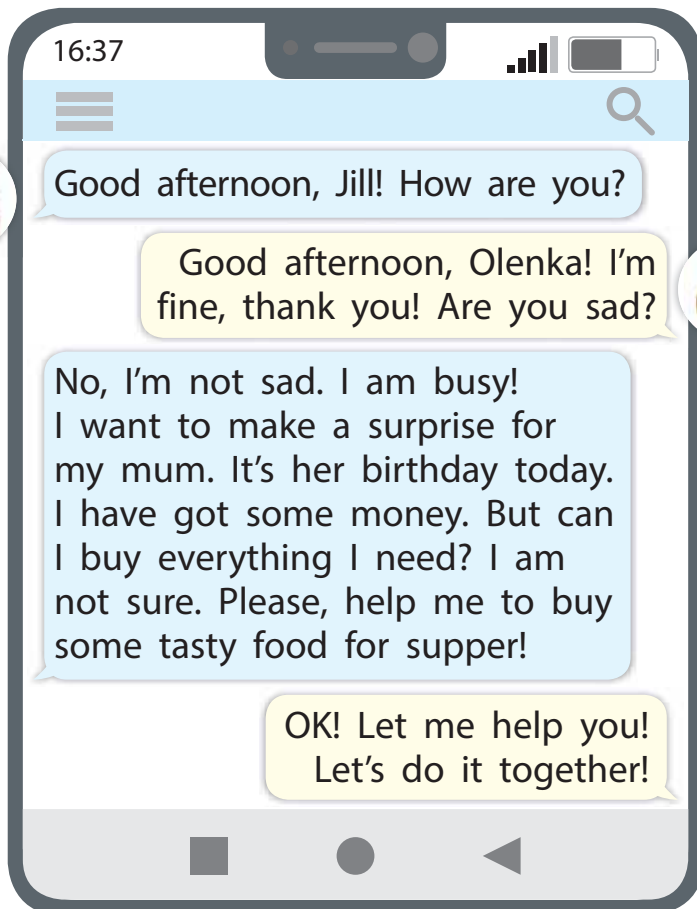 16:37
Good afternoon, Jill! How are you?
Good afternoon, Olenka! I'm
fine, thank you! Are you sad?
No, I'm not sad. I am busy!
I want to make a surprise for
my mum. It's her birthday today.
I have got some money. But can
I buy everything I need? I am
not sure. Please, help me to buy
some tasty food for supper!
OK! Let me help you!
Let's do it together!